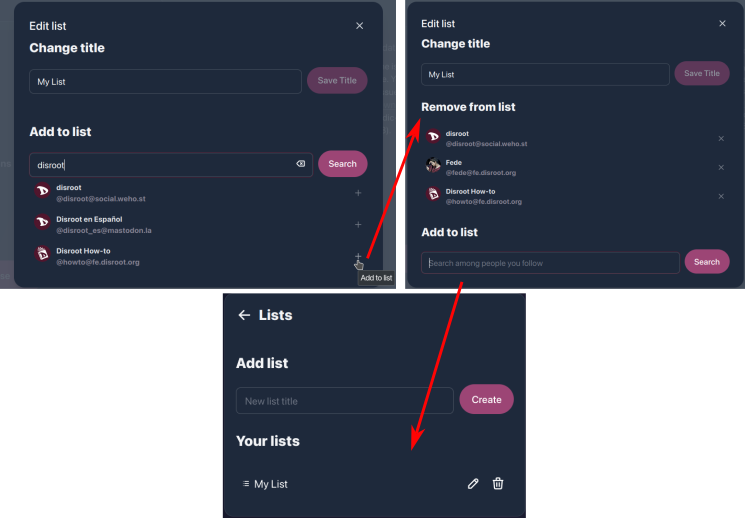 Edit list
Change title
My List
Save Title
Add to list
disroot
Search
disroot
@disroot@social.weho.st
Disroot en Español
@disroot_es@mastodon.la
Disroot How-to
@howto@fe.disroot.org
Add to list
Edit list
Change title
My List
Save Title
Remove from list
disroot
@disroot@social.weho.st
Fede
@fede@fe.disroot.org
Disroot How-to
@howto@fe.disroot.org
Add to list
Search among people you follow
Search
Lists
Add list
New list title
Create
Your lists
My List